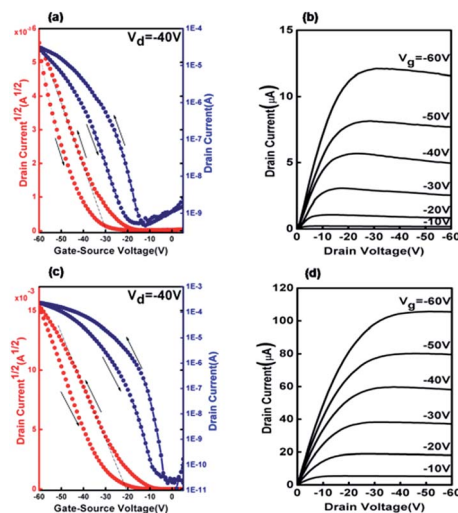 (a)
V_d=-40V
x10^-3
Drain Current^1/2(A^1/2)
6
5
4
3
2
1
0
1E-4
1E-5
1E-6
1E-7
1E-8
1E-9
Drain Current(A)
-60 -50 -40 -30 -20 -10 0
Gate-Source Voltage(V)
(b)
Drain Current(μA)
15
10
5
0
V_g=-60V
-50V
-40V
-30V
-20V
-10V
0 -10 -20 -30 -40 -50 -60
Drain Voltage(V)
(c)
V_d=-40V
x10^-3
Drain Current^1/2(A^1/2)
15
10
5
0
1E-3
1E-4
1E-5
1E-6
1E-7
1E-8
1E-9
1E-10
1E-11
Drain Current(A)
-60 -50 -40 -30 -20 -10 0
Gate-Source Voltage(V)
(d)
Drain Current(μA)
120
100
80
60
40
20
0
V_g=-60V
-50V
-40V
-30V
-20V
-10V
0 -10 -20 -30 -40 -50 -60
Drain Voltage(V)